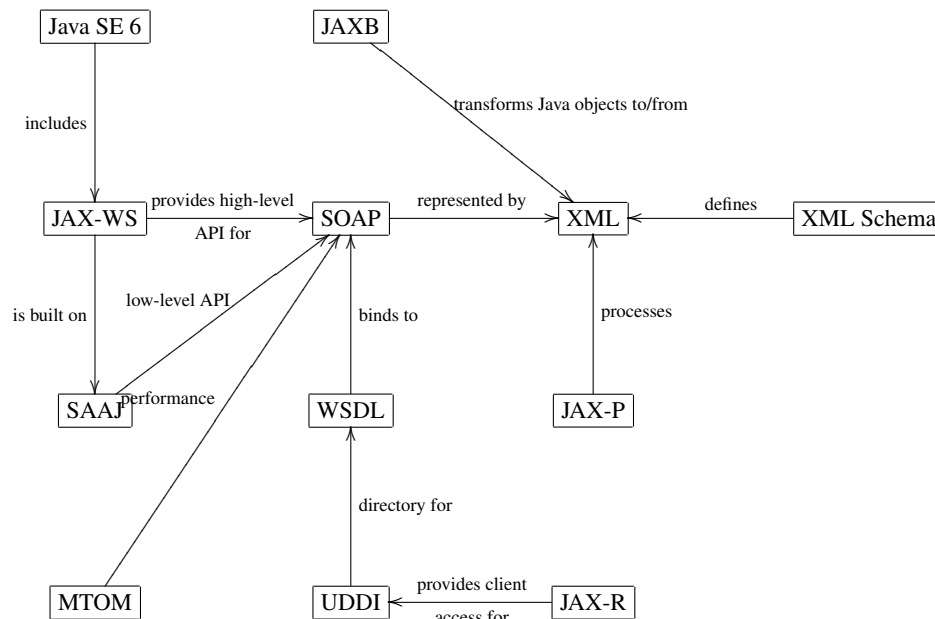 Java SE 6
JAXB
transforms Java objects to/from
includes
provides high-level
represented by
defines
JAX-WS
SOAP
XML
XML Schema
API for
low-level API
is built on
binds to
processes
performance
SAAJ
WSDL
JAX-P
directory for
provides client
MTOM
UDDI
JAX-R
access for